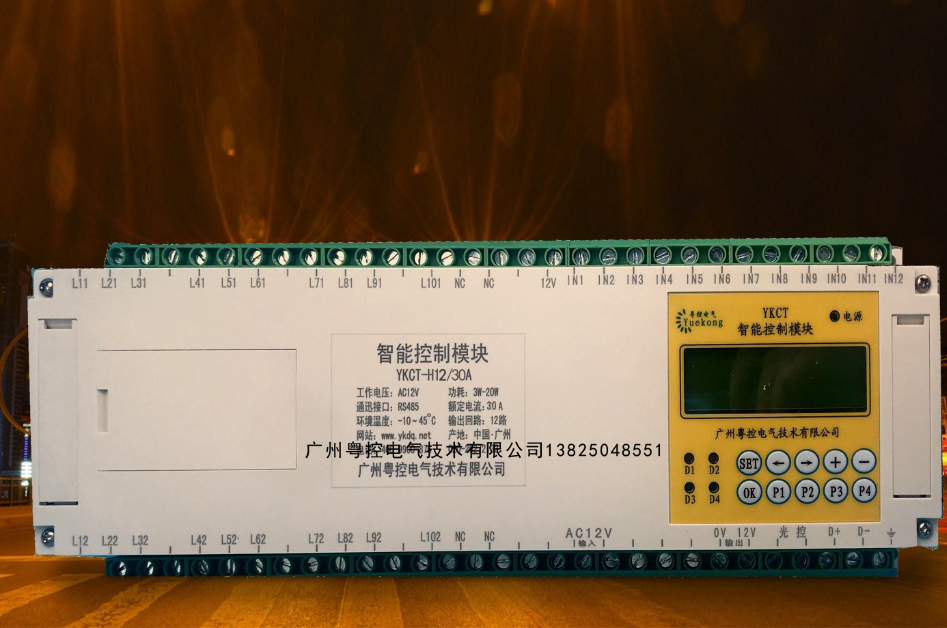 L11 L21 L31 L41 L51 L61 L71 L81 L91 L101 NC NC 12V IN1 IN2 IN3 IN4 IN5 IN6 IN7 IN8 IN9 IN10 IN11 IN12
粤控电气
Yuekong
YKCT
智能控制模块
电源
智能控制模块
YKCT-H12/30A
工作电压: AC12V 功耗: 3W-20W
通迅接口: RS485 额定电流: 30A
环境温度: -10~45℃ 输出回路: 12路
网站: www.ykdq.net 产地: 中国·广州
广州粤控电气技术有限公司13825048551
广州粤控电气技术有限公司
广州粤控电气技术有限公司
D1 D2 SET ← → + −
D3 D4 OK P1 P2 P3 P4
L12 L22 L32 L42 L52 L62 L72 L82 L92 L102 NC NC AC12V 0V 12V 光控 D+ D-
输入 输出